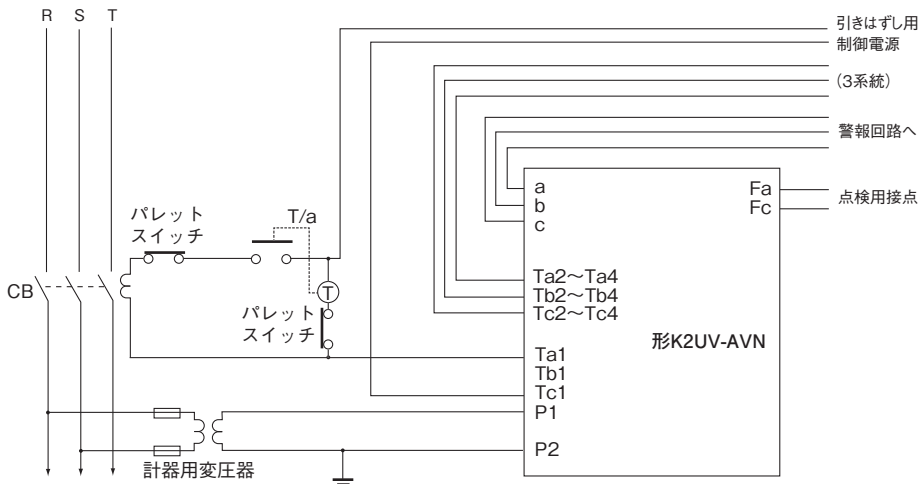 R S T
引きはずし用
制御電源
(3系統)
警報回路へ
a
b
c
Fa
Fc
点検用接点
パレット
スイッチ
T/a
CB
T
パレット
スイッチ
Ta2～Ta4
Tb2～Tb4
Tc2～Tc4
形K2UV-AVN
Ta1
Tb1
Tc1
P1
P2
計器用変圧器